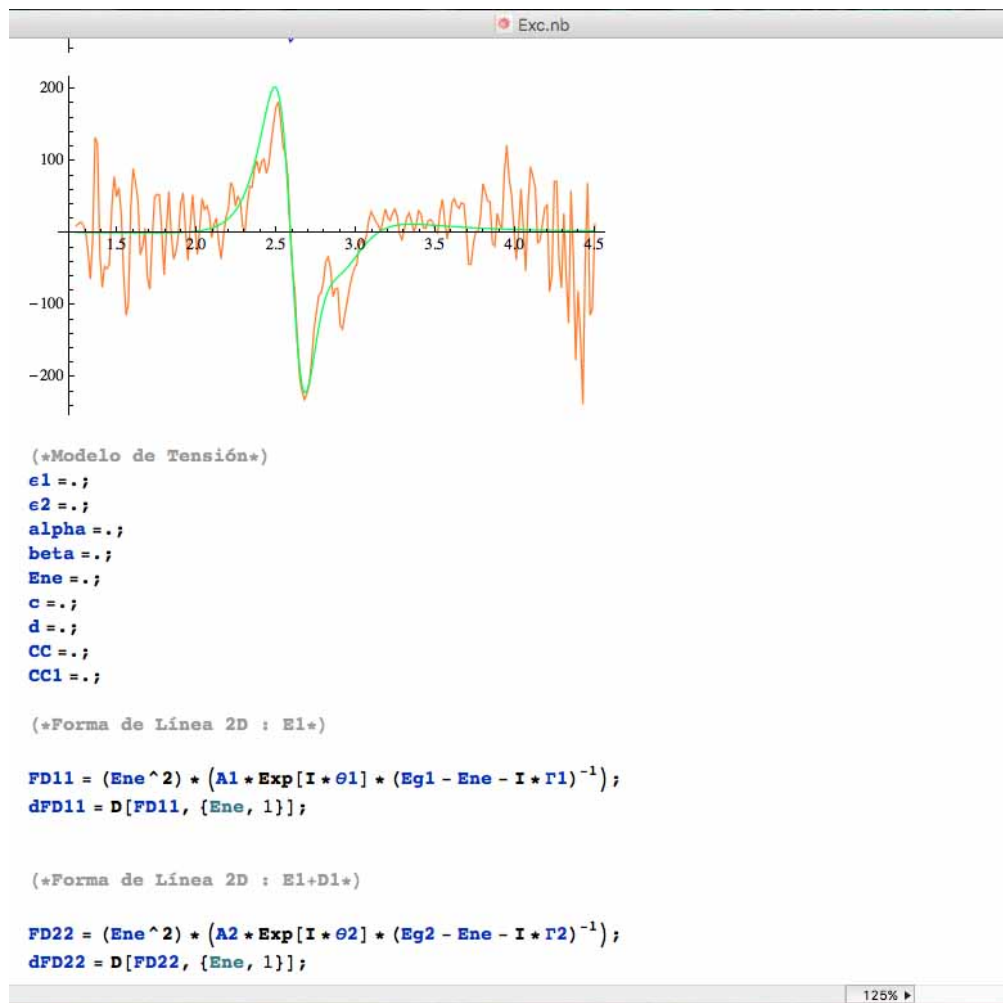 Exc.nb
200
100
1.5 2.0 2.5 3.0 3.5 4.0 4.5
-100
-200
(*Modelo de Tensión*)
ϵ1 =.;
ϵ2 =.;
alpha =.;
beta =.;
Ene =.;
c =.;
d =.;
CC =.;
CC1 =.;
(*Forma de Línea 2D : E1*)
FD11 = (Ene^2) * (A1 * Exp[I * θ1] * (Eg1 - Ene - I * Γ1)⁻¹);
dFD11 = D[FD11, {Ene, 1}];
(*Forma de Línea 2D : E1+D1*)
FD22 = (Ene^2) * (A2 * Exp[I * θ2] * (Eg2 - Ene - I * Γ2)⁻¹);
dFD22 = D[FD22, {Ene, 1}];
125%